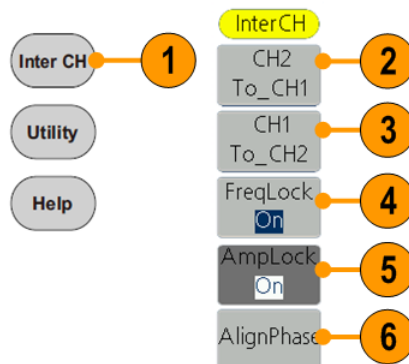 InterCH
Inter CH
1
CH2
To_CH1
2
Utility
CH1
To_CH2
3
Help
FreqLock
On
4
AmpLock
On
5
AlignPhase
6